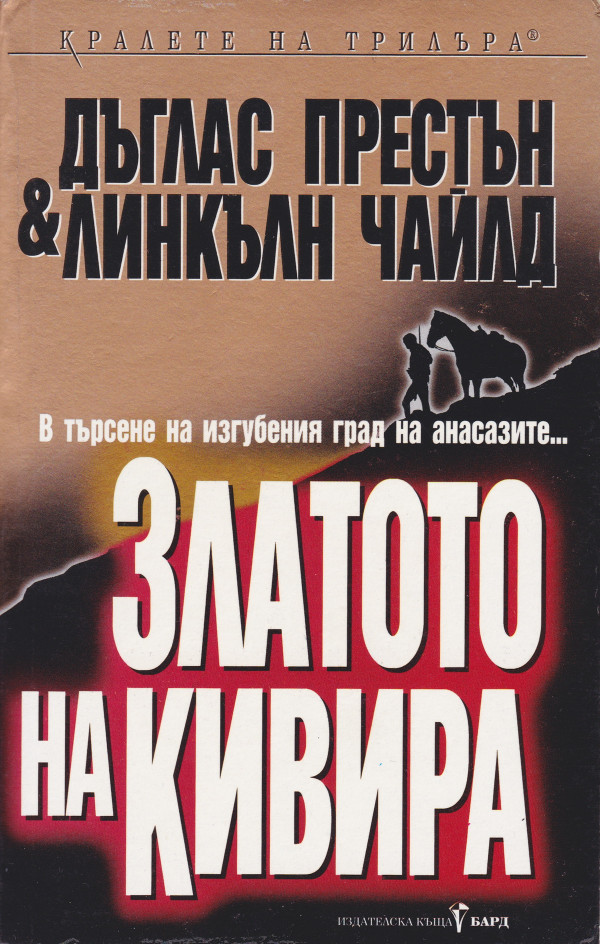 КРАЛЕТЕ НА ТРИЛЪРА®
ДЪГЛАС ПРЕСТЪН
& ЛИНКЪЛН ЧАЙЛД
В търсене на изгубения град на анасазите...
ЗЛАТОТО
НА КИВИРА
ИЗДАТЕЛСКА КЪЩА БАРД